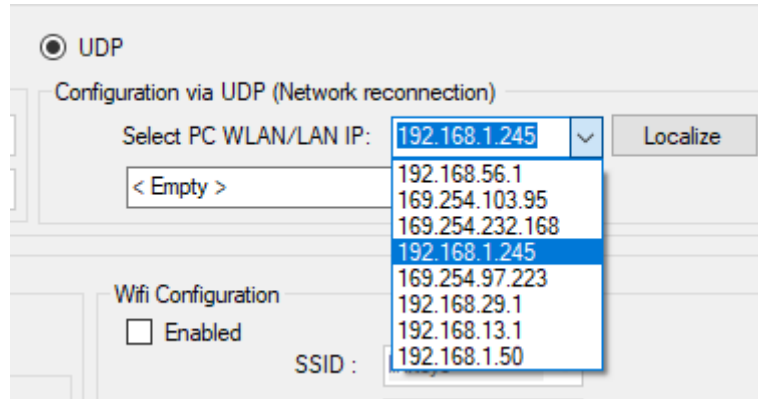 UDP
Configuration via UDP (Network reconnection)
Select PC WLAN/LAN IP: 192.168.1.245 Localize
192.168.56.1
< Empty >
169.254.103.95
169.254.232.168
192.168.1.245
169.254.97.223
Wifi Configuration
192.168.29.1
Enabled
192.168.13.1
SSID :
192.168.1.50